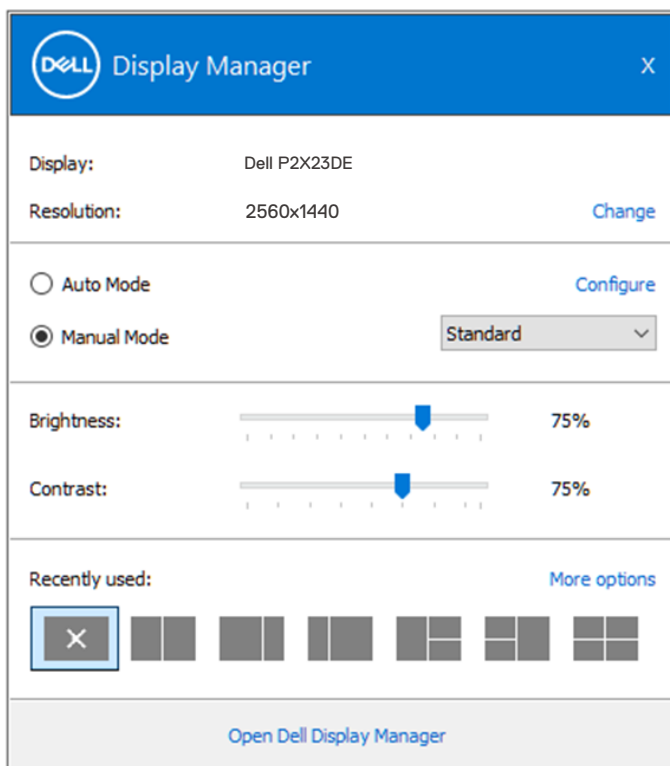 DELL Display Manager X
Display: Dell P2X23DE
Resolution: 2560x1440 Change
Auto Mode Configure
Manual Mode Standard
Brightness: 75%
Contrast: 75%
Recently used: More options
Open Dell Display Manager